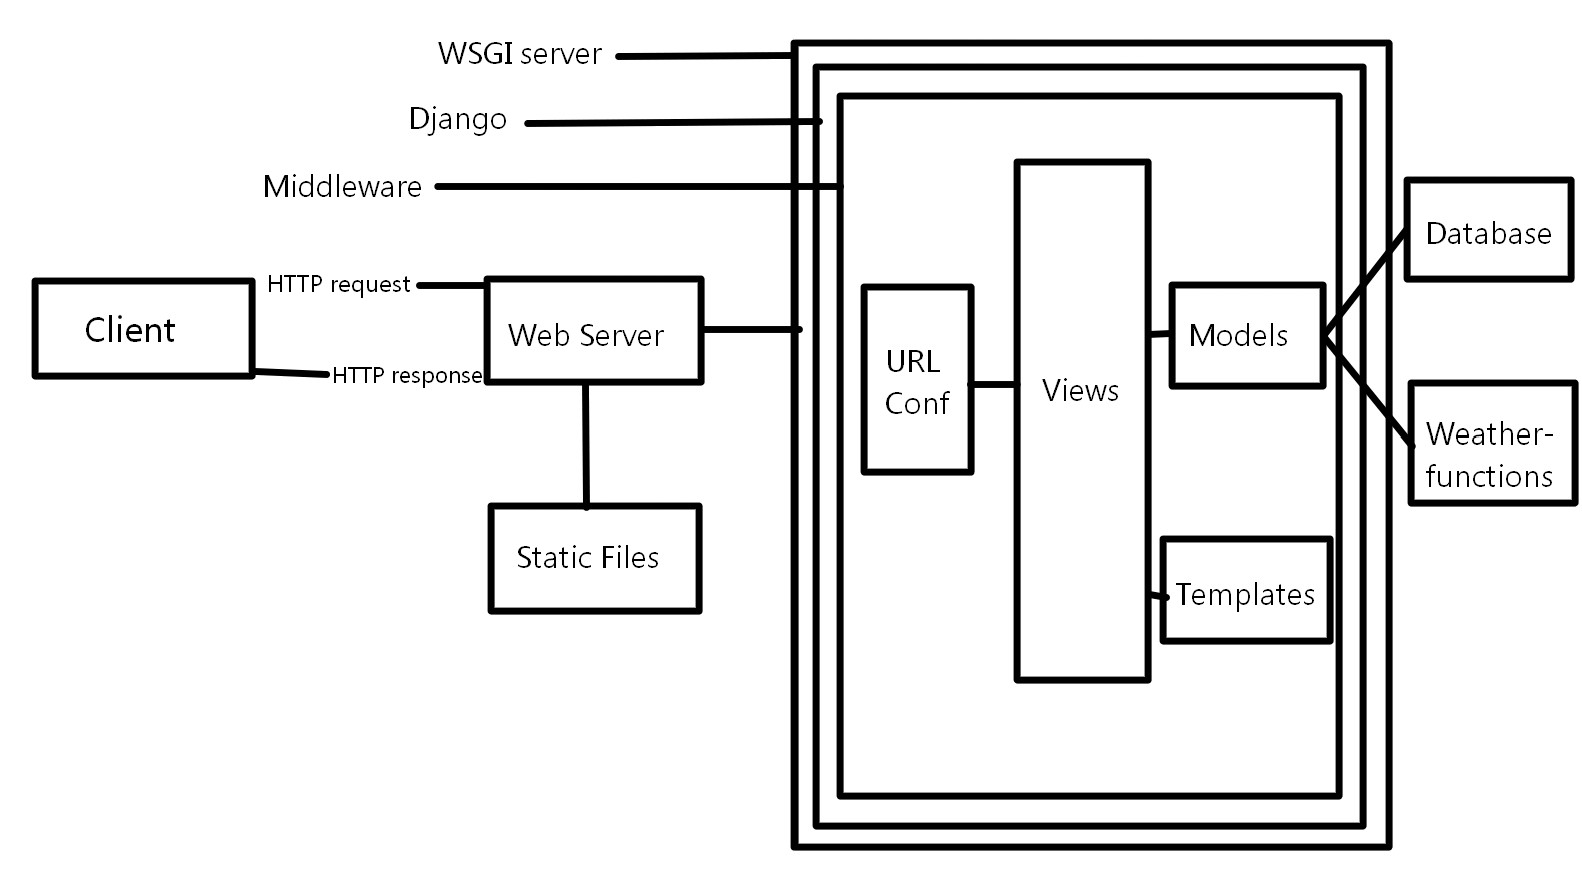 WSGI server
Django
Middleware
Client
HTTP request
HTTP response
Web Server
Static Files
URL
Conf
Views
Models
Templates
Database
Weather-
functions